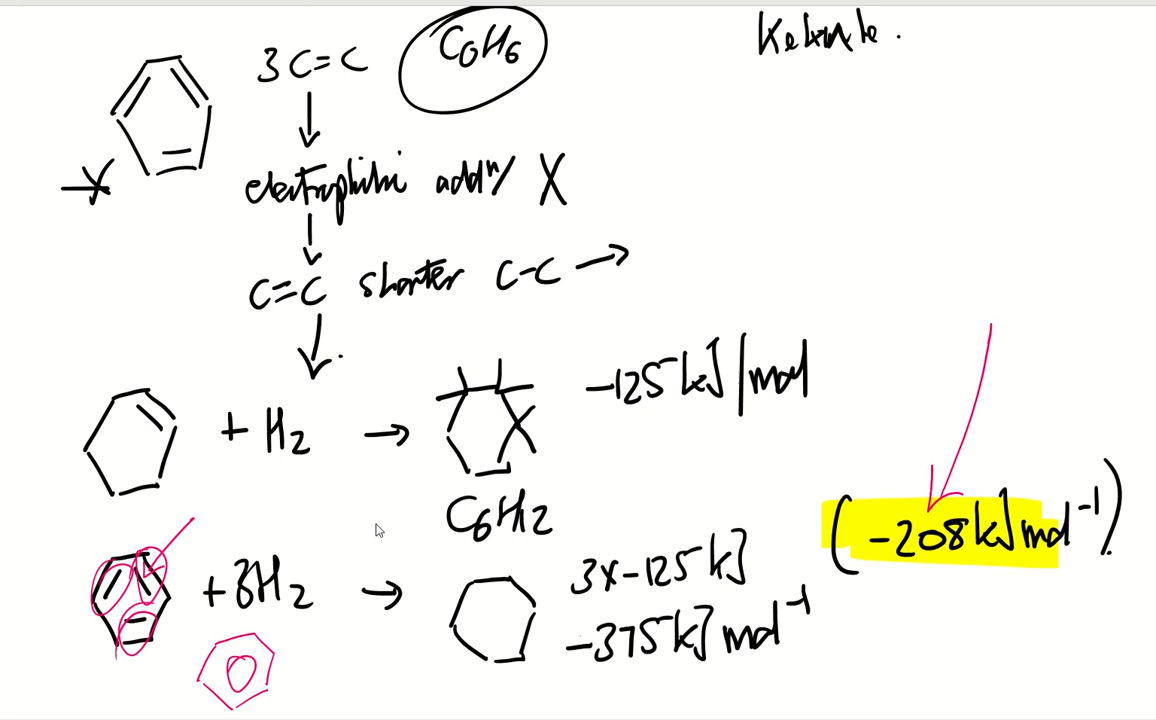 3 C=C
C6H6
Kekule.
electrophilic addn/ X
C=C shorter C-C →
-125 kJ/mol
+ H2 →
C6H12
(-208 kJ mol-1)
+ 3H2 →
3x-125 kJ
-375 kJ mol-1